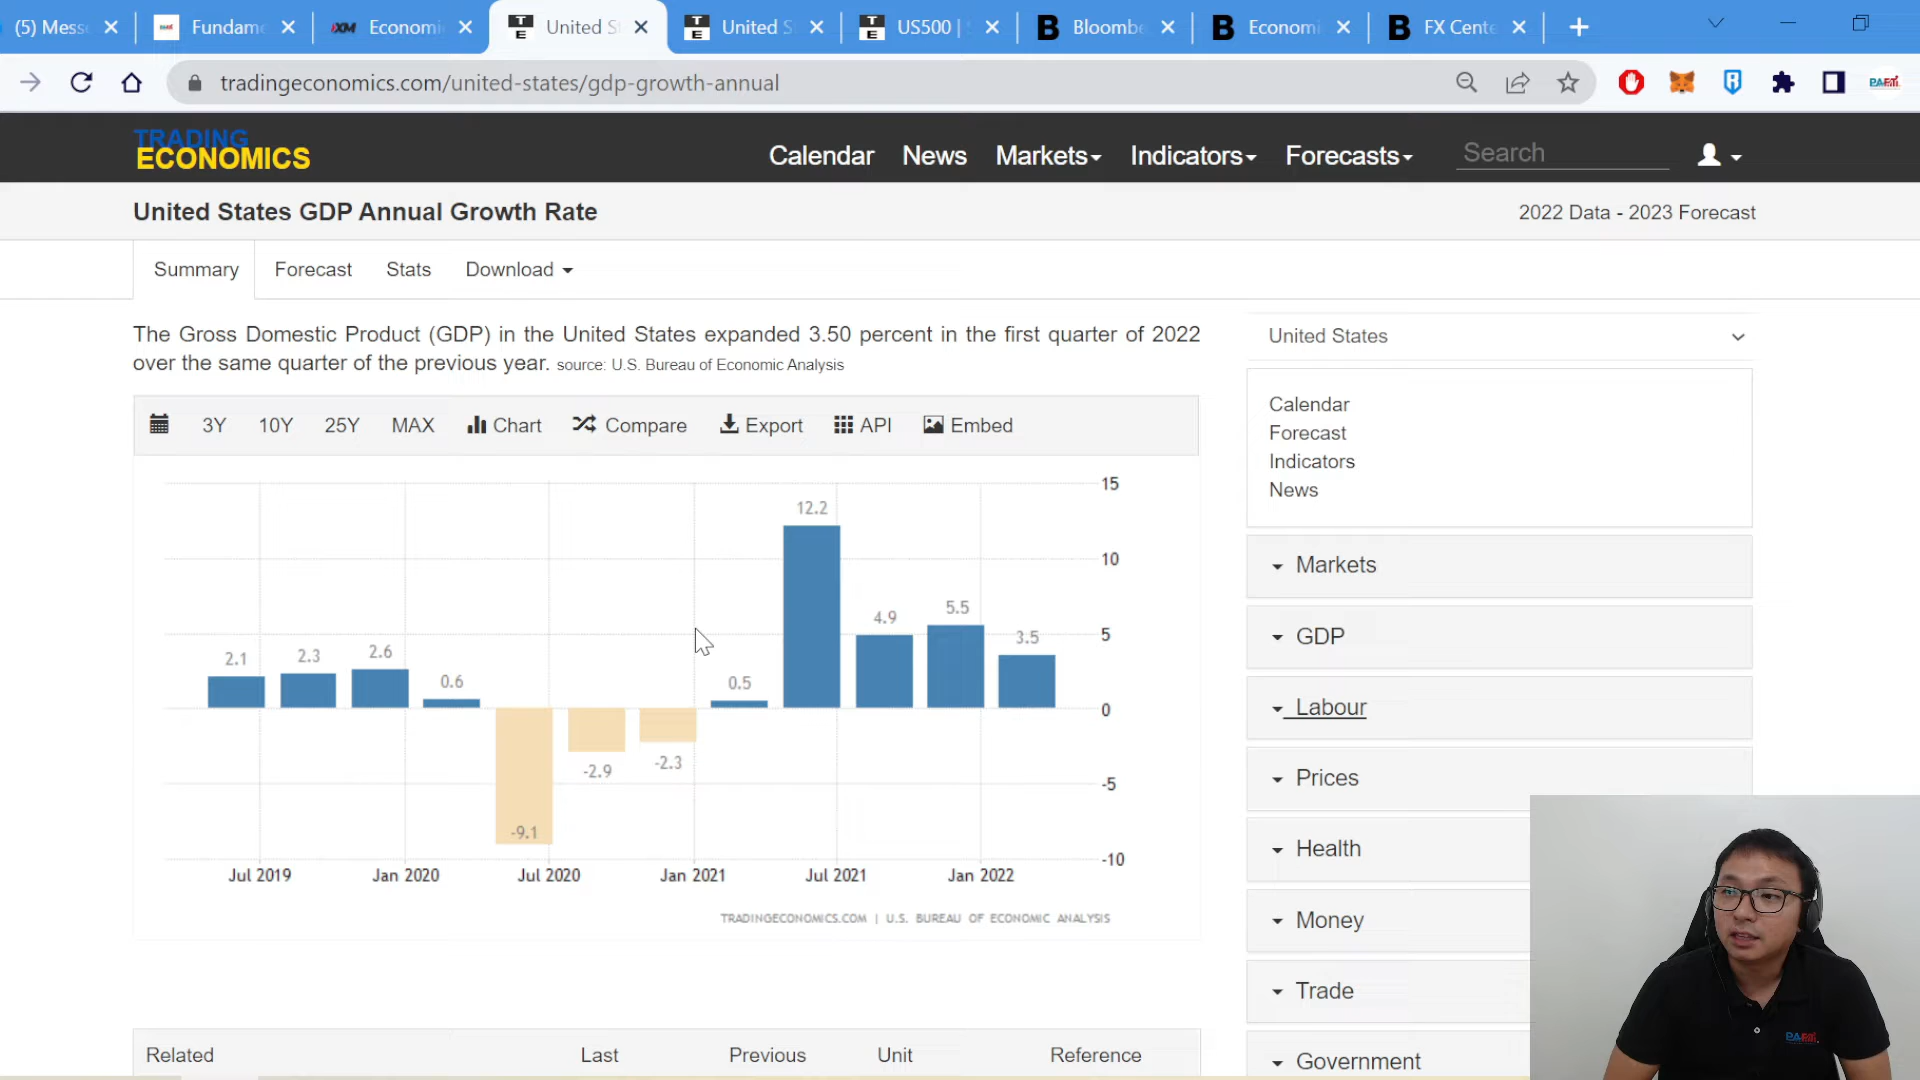 (5) Mess
Fundam
XM
Economi
United S
United S
US500 |
Bloombe
Economi
FX Cente
tradingeconomics.com/united-states/gdp-growth-annual
TRADING
ECONOMICS
Calendar
News
Markets
Indicators
Forecasts
Search
United States GDP Annual Growth Rate
2022 Data - 2023 Forecast
Summary
Forecast
Stats
Download
The Gross Domestic Product (GDP) in the United States expanded 3.50 percent in the first quarter of 2022
over the same quarter of the previous year. source: U.S. Bureau of Economic Analysis
3Y
10Y
25Y
MAX
Chart
Compare
Export
API
Embed
15
10
5
0
-5
-10
2.1
2.3
2.6
0.6
-9.1
-2.9
-2.3
0.5
12.2
4.9
5.5
3.5
Jul 2019
Jan 2020
Jul 2020
Jan 2021
Jul 2021
Jan 2022
TRADINGECONOMICS.COM | U.S. BUREAU OF ECONOMIC ANALYSIS
Related
Last
Previous
Unit
Reference
United States
Calendar
Forecast
Indicators
News
Markets
GDP
Labour
Prices
Health
Money
Trade
Government